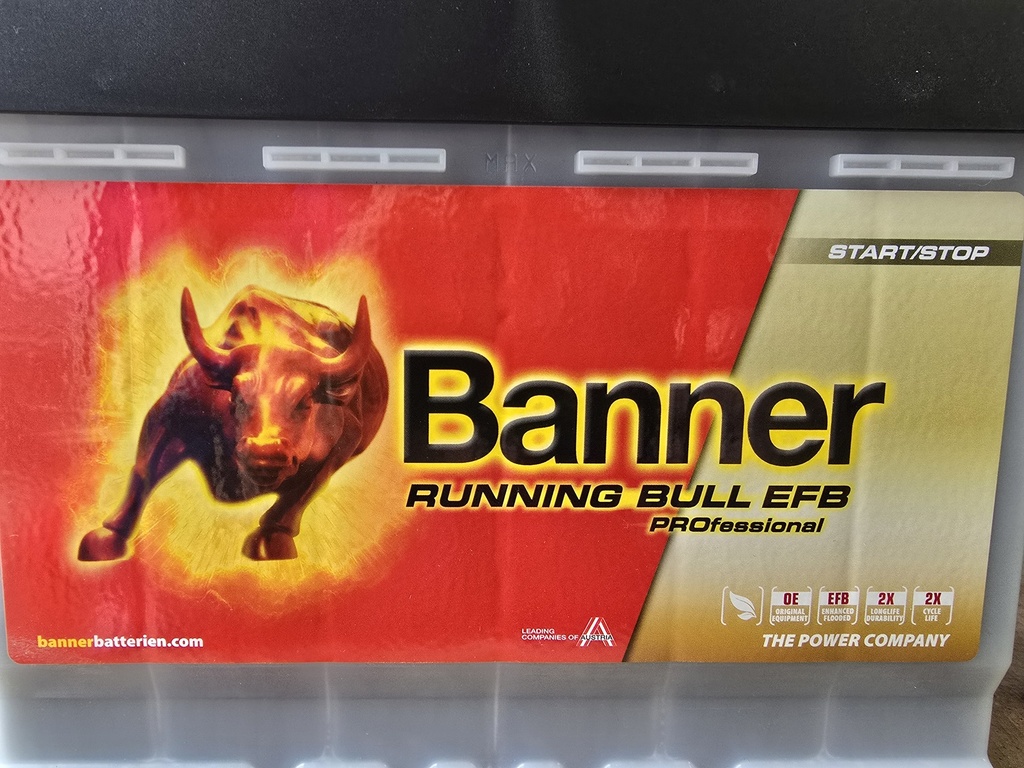 MAX
START/STOP
Banner
RUNNING BULL EFB
PROfessional
OE
ORIGINAL
EQUIPMENT
EFB
ENHANCED
FLOODED
2X
LONGLIFE
DURABILITY
2X
CYCLE
LIFE
bannerbatterien.com
LEADING
COMPANIES OF AUSTRIA
THE POWER COMPANY